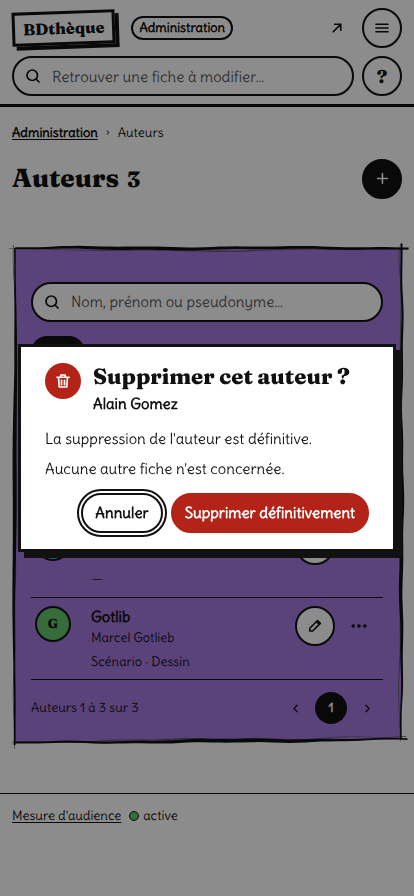 BDthèque
Administration
Retrouver une fiche à modifier...
?
Administration › Auteurs
Auteurs 3
+
Nom, prénom ou pseudonyme...
Supprimer cet auteur ?
Alain Gomez
La suppression de l'auteur est définitive.
Aucune autre fiche n'est concernée.
Annuler
Supprimer définitivement
—
G
Gotlib
Marcel Gotlieb
Scénario · Dessin
Auteurs 1 à 3 sur 3
‹ 1 ›
Mesure d'audience
active